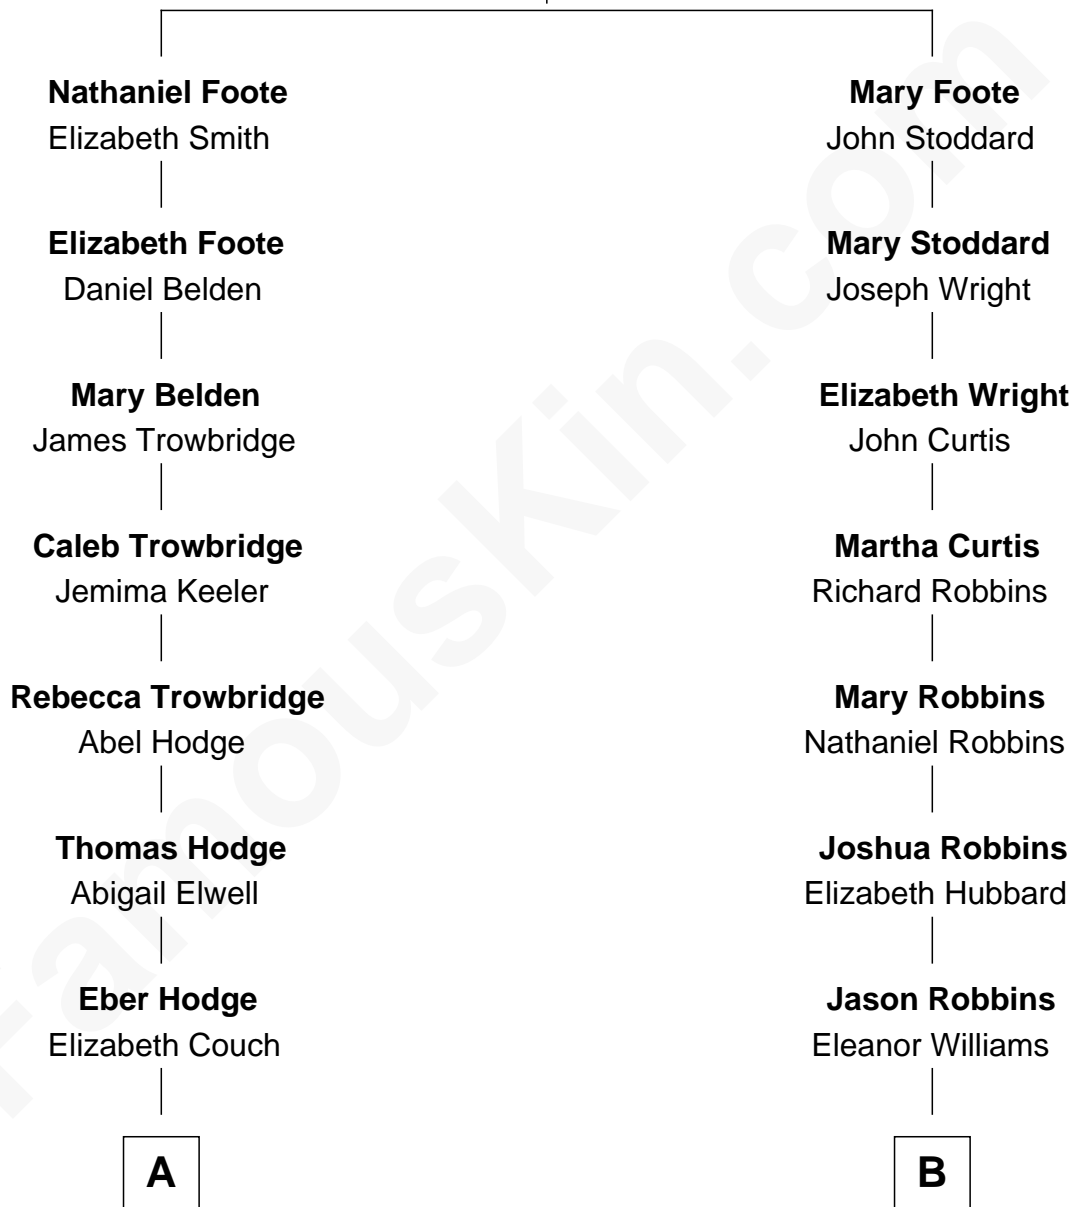 Nathaniel Foote
Elizabeth Smith
Elizabeth Foote
Daniel Belden
Mary Belden
James Trowbridge
Caleb Trowbridge
Jemima Keeler
Rebecca Trowbridge
Abel Hodge
Thomas Hodge
Abigail Elwell
Eber Hodge
Elizabeth Couch
A
Mary Foote
John Stoddard
Mary Stoddard
Joseph Wright
Elizabeth Wright
John Curtis
Martha Curtis
Richard Robbins
Mary Robbins
Nathaniel Robbins
Joshua Robbins
Elizabeth Hubbard
Jason Robbins
Eleanor Williams
B
FamousKin.com